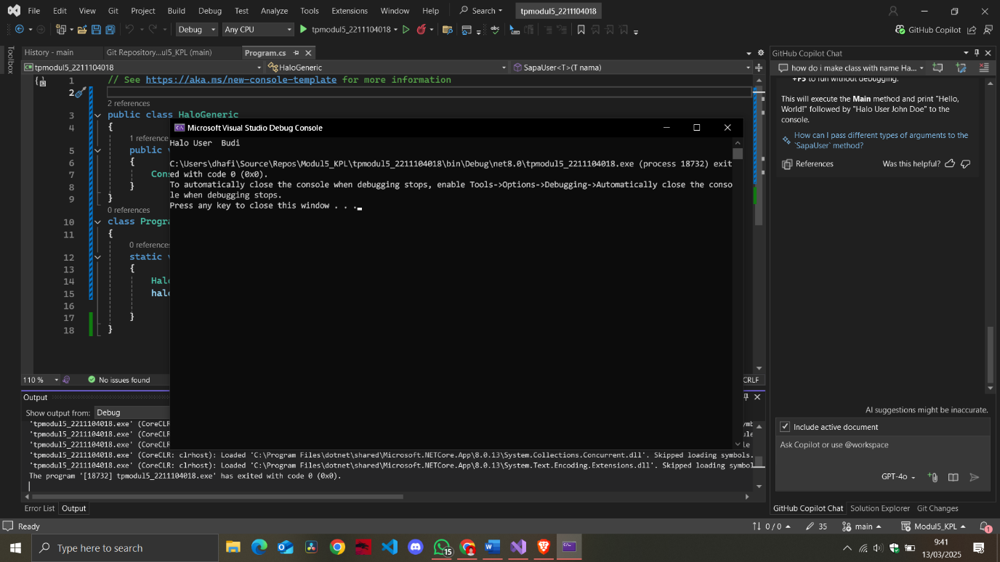 File Edit View Git Project Build Debug Test Analyze Tools Extensions Window Help Search tpmodul5_2211104018
Debug Any CPU tpmodul5_2211104018 GitHub Copilot
Toolbox
History - main Git Repository...ul5_KPL (main) Program.cs
tpmodul5_2211104018 HaloGeneric SapaUser<T>(T nama)
1 // See https://aka.ms/new-console-template for more information
2
2 references
3 public class HaloGeneric
4 {
1 reference
5 public v
6 {
7 Cons
8 }
9 }
0 references
10 class Progra
11 {
0 references
12 static v
13 {
14 Halo
15 halo
16
17 }
18 }
110 % No issues found CRLF
Microsoft Visual Studio Debug Console
Halo User  Budi
C:\Users\dhafi\Source\Repos\Modul5_KPL\tpmodul5_2211104018\bin\Debug\net8.0\tpmodul5_2211104018.exe (process 18732) exit
ed with code 0 (0x0).
To automatically close the console when debugging stops, enable Tools->Options->Debugging->Automatically close the conso
le when debugging stops.
Press any key to close this window . . .
Output
Show output from: Debug
'tpmodul5_2211104018.exe' (CoreCLR:
'tpmodul5_2211104018.exe' (CoreCLR:
'tpmodul5_2211104018.exe' (CoreCLR:
'tpmodul5_2211104018.exe' (CoreCLR: clrhost): Loaded 'C:\Program Files\dotnet\shared\Microsoft.NETCore.App\8.0.13\System.Collections.Concurrent.dll'. Skipped loading symbols.
'tpmodul5_2211104018.exe' (CoreCLR: clrhost): Loaded 'C:\Program Files\dotnet\shared\Microsoft.NETCore.App\8.0.13\System.Text.Encoding.Extensions.dll'. Skipped loading symbol
The program '[18732] tpmodul5_2211104018.exe' has exited with code 0 (0x0).
Error List Output
GitHub Copilot Chat
how do i make class with name Ha...
+F5 to run without debugging.
This will execute the Main method and print "Hello,
World!" followed by "Halo User John Doe" to the
console.
How can I pass different types of arguments to the
`SapaUser` method?
References Was this helpful?
AI suggestions might be inaccurate.
Include active document
Ask Copilot or use @workspace
GPT-4o
GitHub Copilot Chat Solution Explorer Git Changes
Ready 0 / 0 35 main Modul5_KPL 1
Type here to search 15 9:41
13/03/2025